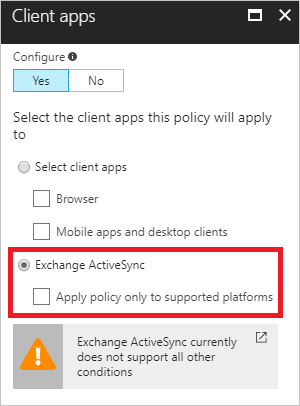 Client apps
Configure
Yes No
Select the client apps this policy will apply
to
Select client apps
Browser
Mobile apps and desktop clients
Exchange ActiveSync
Apply policy only to supported platforms
Exchange ActiveSync currently
does not support all other
conditions